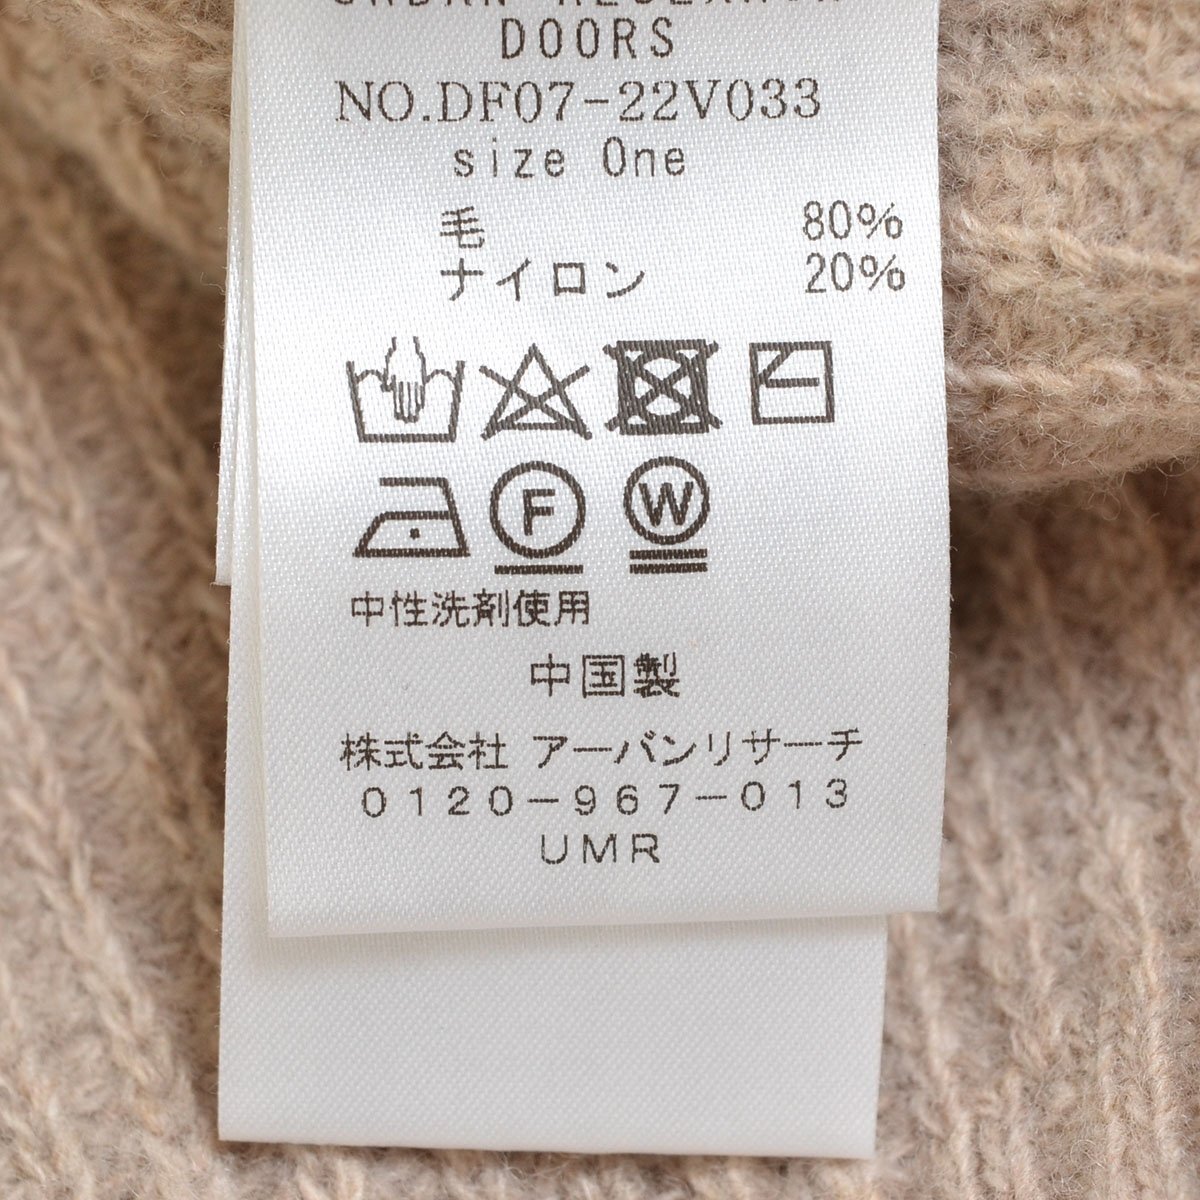 DOORS
NO.DF07-22V033
size One
毛 80%
ナイロン 20%
F W
中性洗剤使用
中国製
株式会社 アーバンリサーチ
0120-967-013
UMR